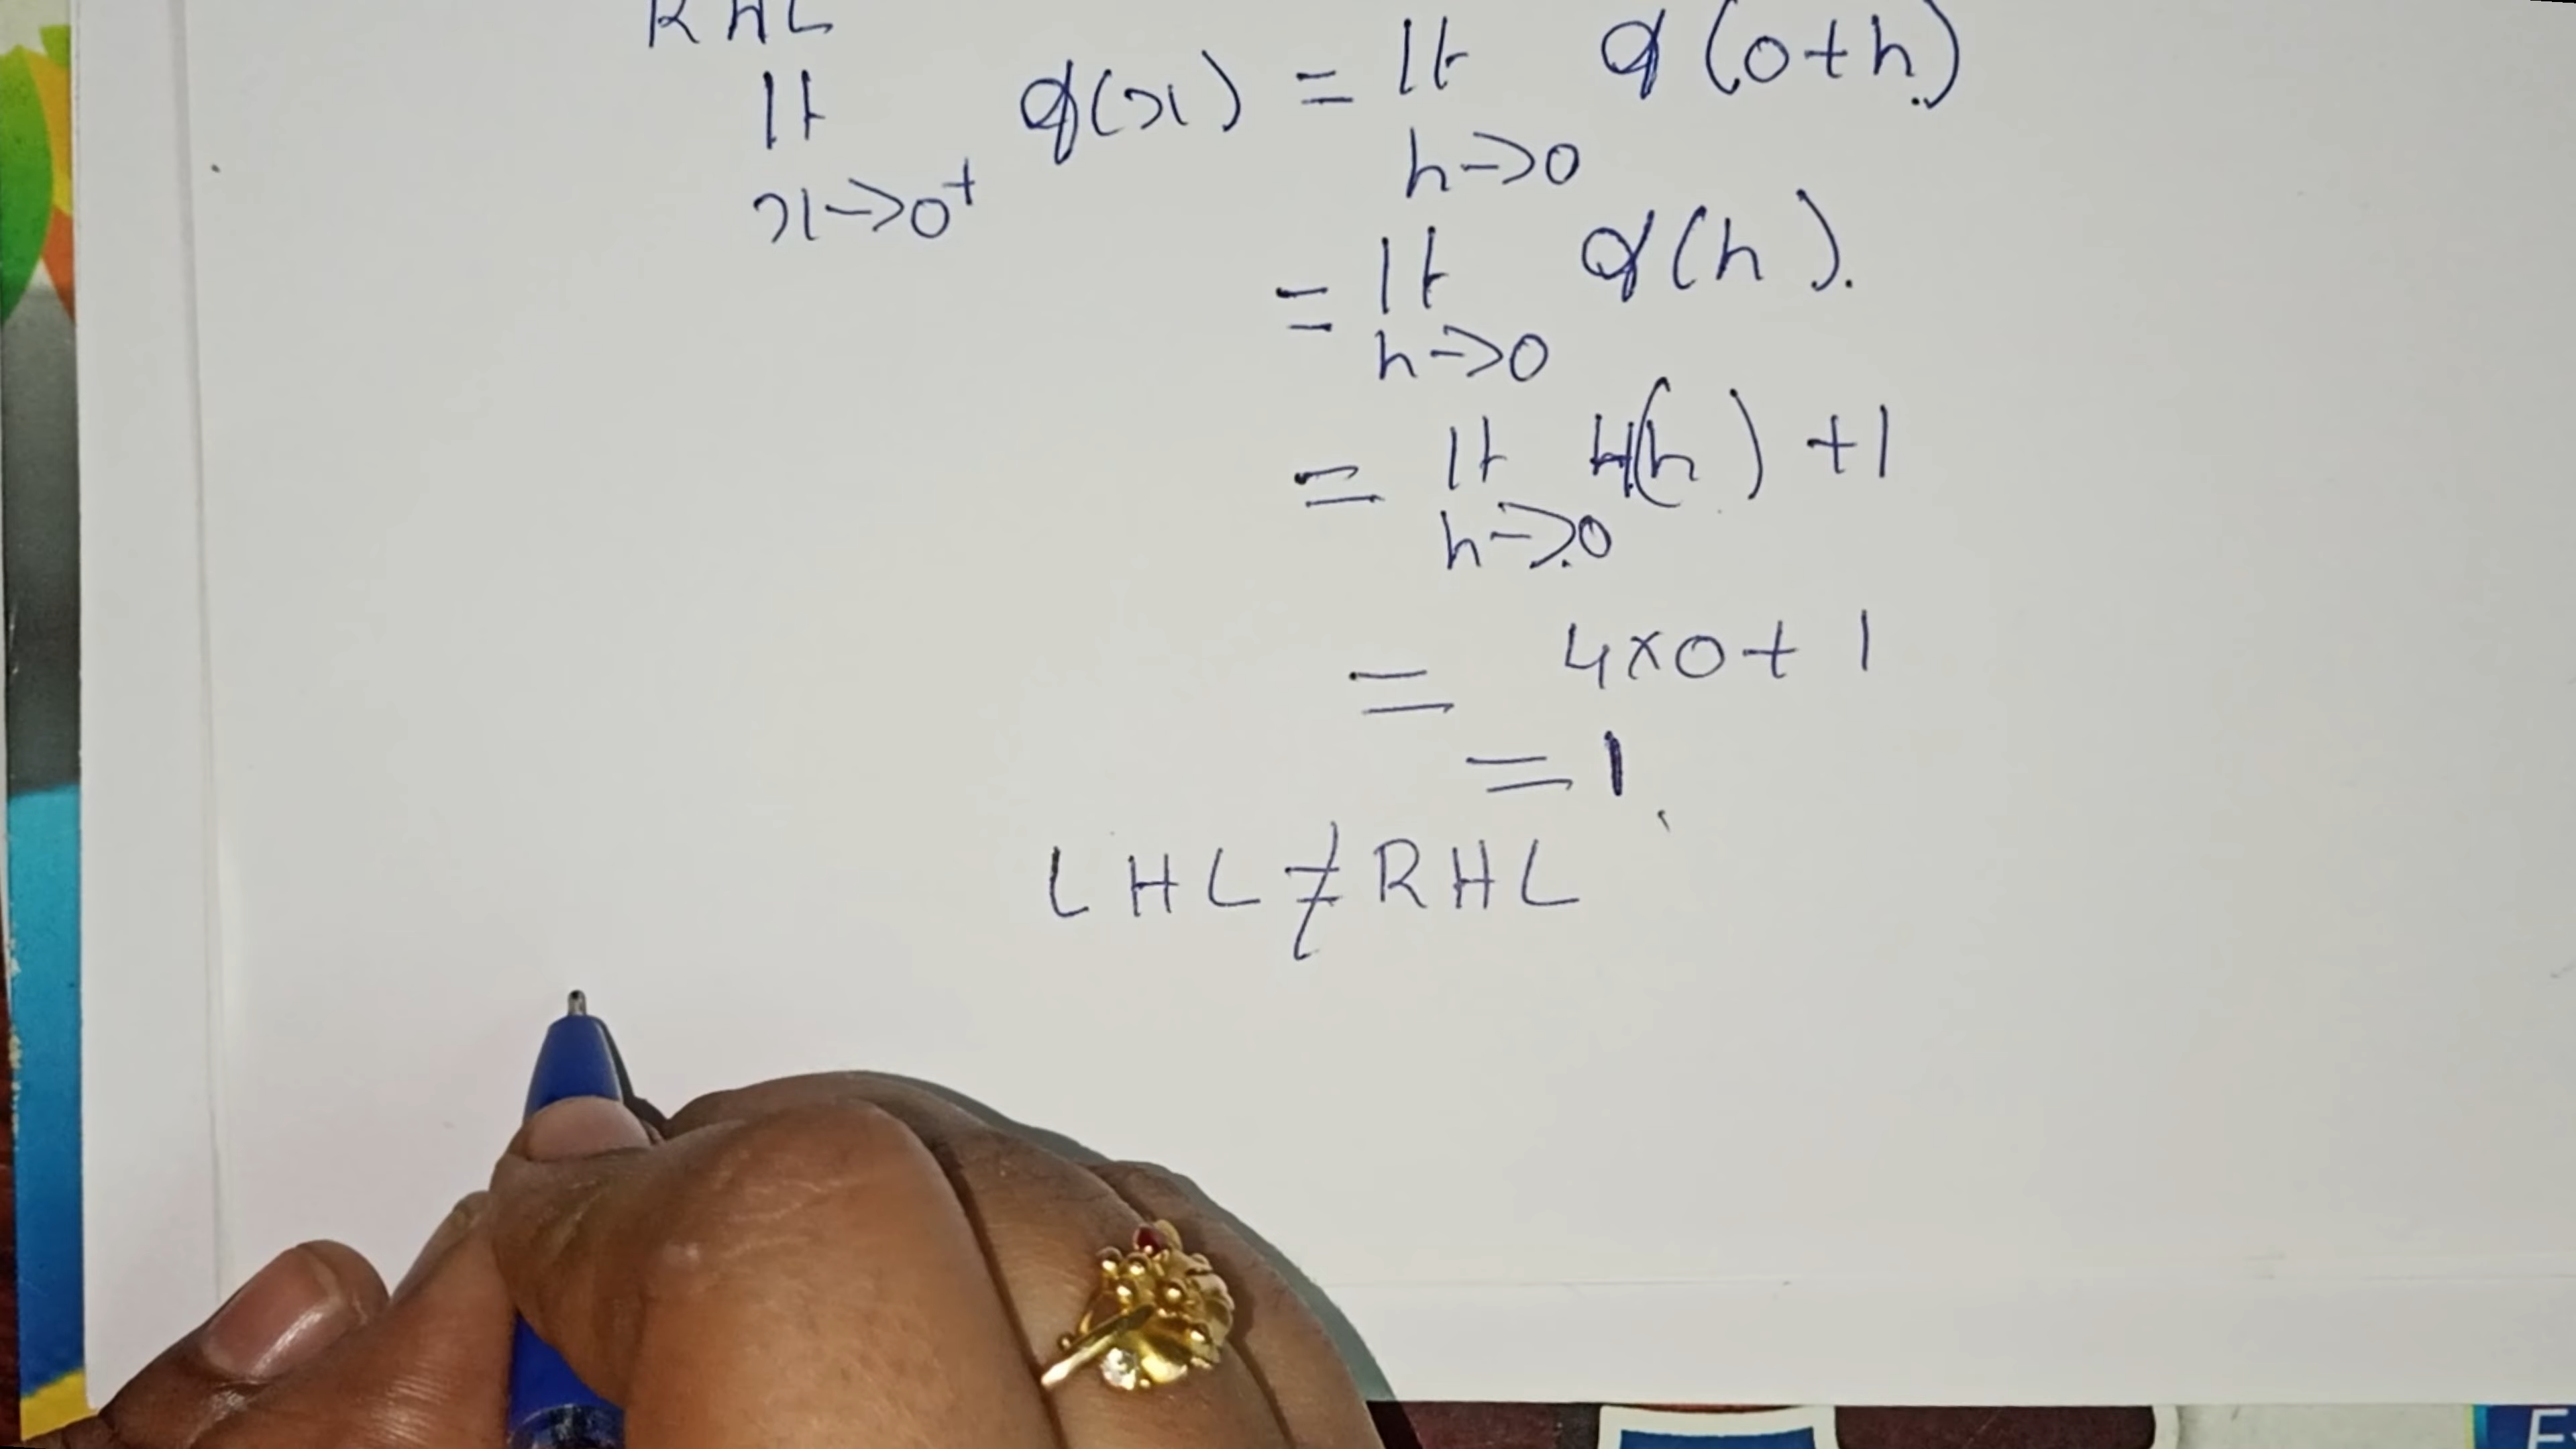 RHL
lt f(x) = lt f(0+h)
x→0⁺ h→0
= lt f(h).
h→0
= lt 4(h) +1
h→0
= 4×0+1
= 1
LHL ≠ RHL